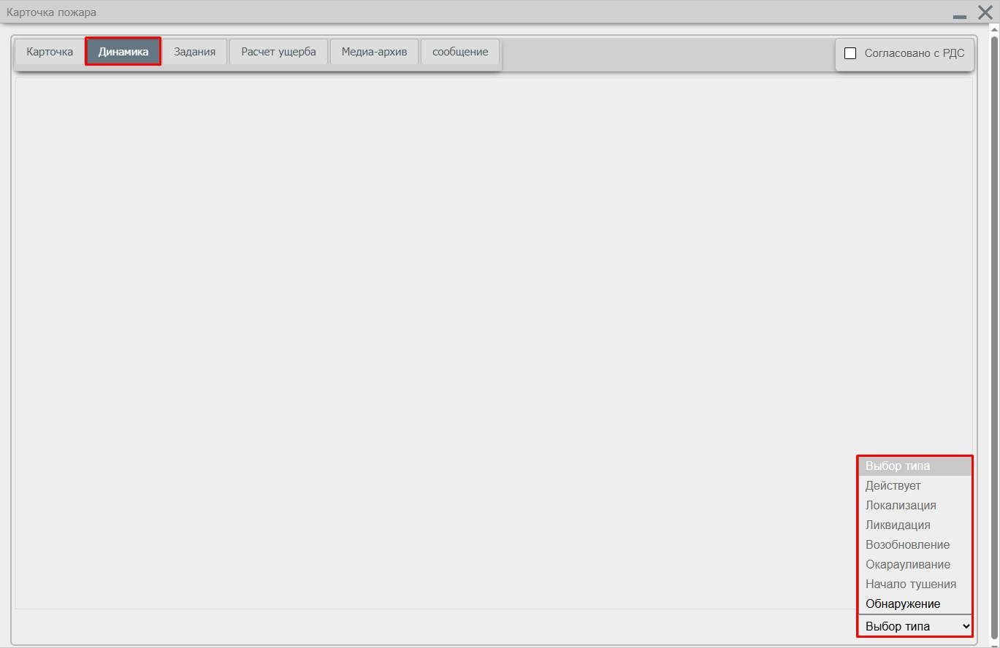 Карточка пожара
Карточка Динамика Задания Расчет ущерба Медиа-архив сообщение Согласовано с РДС
Выбор типа
Действует
Локализация
Ликвидация
Возобновление
Окарауливание
Начало тушения
Обнаружение
Выбор типа